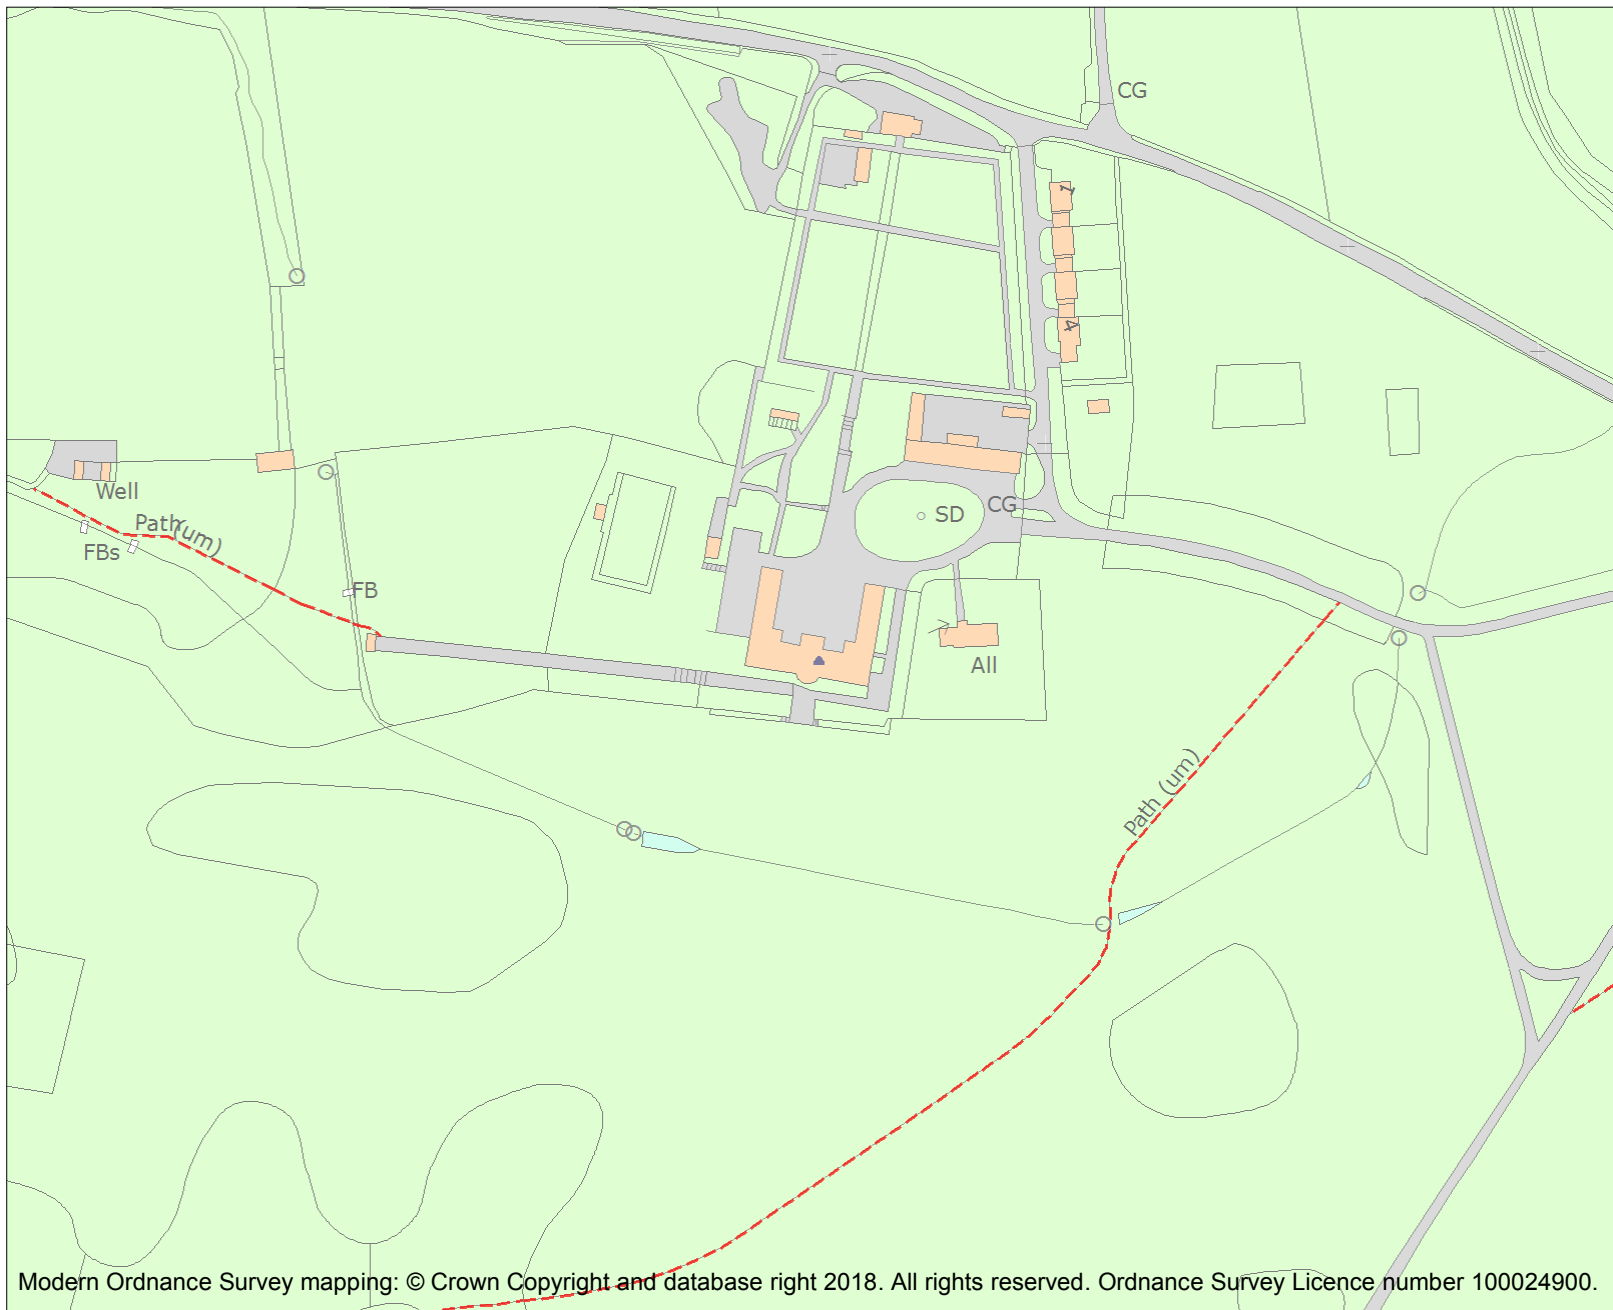 CG
1
4
Well
Path (um)
FBs
SD
CG
FB
All
Path (um)
Modern Ordnance Survey mapping: © Crown Copyright and database right 2018. All rights reserved. Ordnance Survey Licence number 100024900.